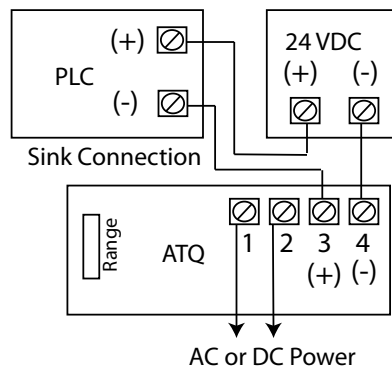 PLC
(+)
(-)
24 VDC
(+) (-)
Sink Connection
Range
ATQ
1 2 3 4
(+) (-)
AC or DC Power